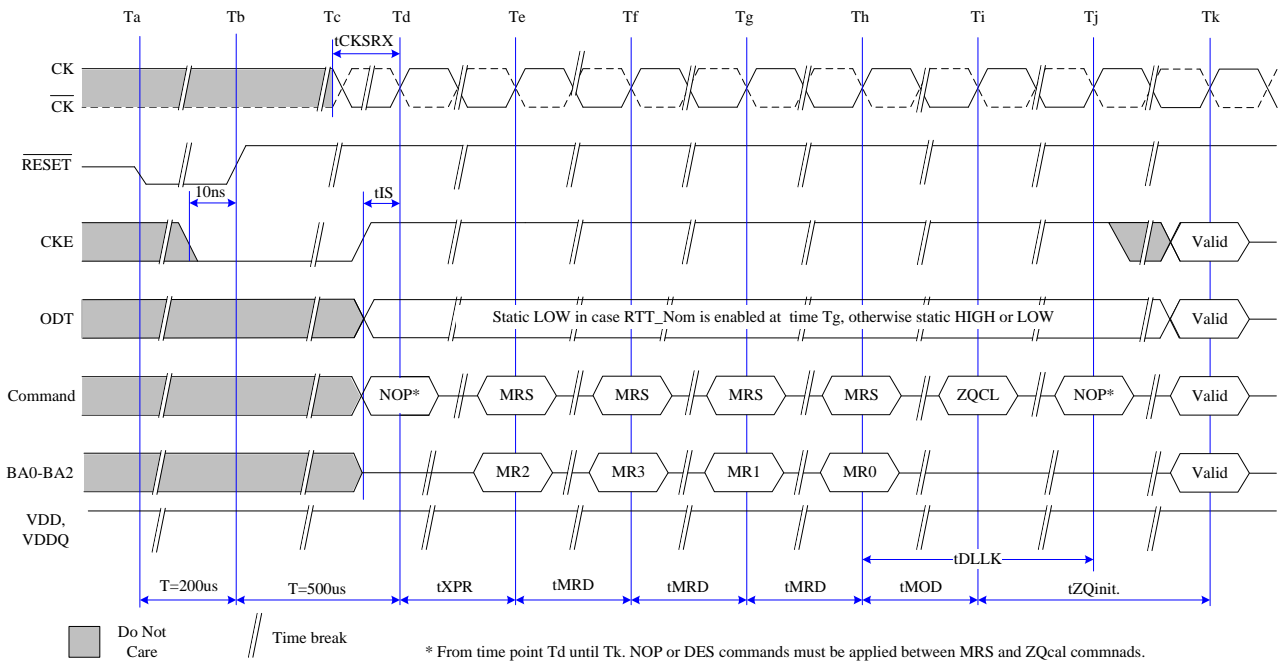 Ta Tb Tc Td Te Tf Tg Th Ti Tj Tk
tCKSRX
CK
CK
RESET
10ns
tIS
CKE
Valid
ODT
Static LOW in case RTT_Nom is enabled at time Tg, otherwise static HIGH or LOW
Valid
Command
NOP* MRS MRS MRS MRS ZQCL NOP* Valid
BA0-BA2
MR2 MR3 MR1 MR0 Valid
VDD,
VDDQ
tDLLK
T=200us T=500us tXPR tMRD tMRD tMRD tMOD tZQinit.
Do Not
Care
Time break
* From time point Td until Tk. NOP or DES commands must be applied between MRS and ZQcal commnads.